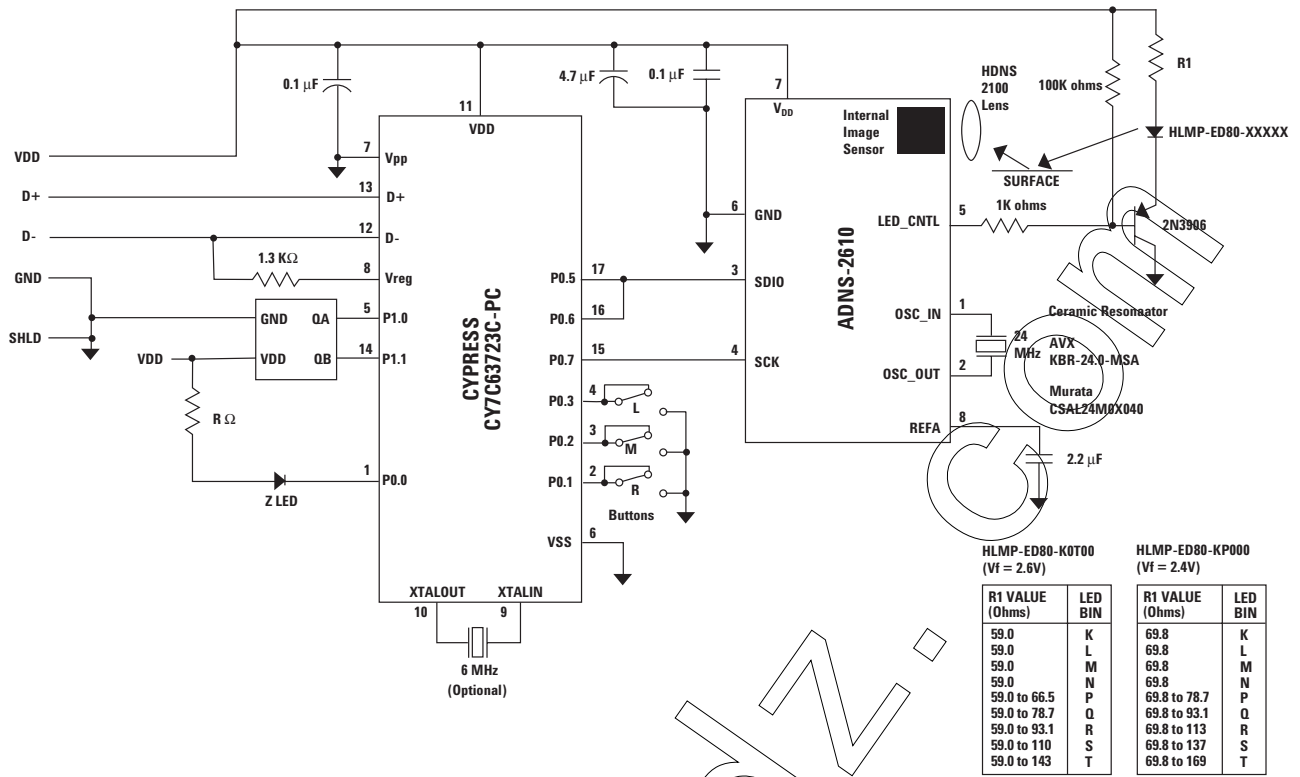 0.1 μF
4.7 μF
0.1 μF
11
VDD
7
VDD
Internal
Image
Sensor
HDNS
2100
Lens
100K ohms
R1
HLMP-ED80-XXXXX
SURFACE
VDD
D+
D-
GND
SHLD
7
Vpp
13
D+
12
D-
1.3 KΩ
8
Vreg
GND
QA
5
P1.0
VDD
VDD
QB
14
P1.1
R Ω
Z LED
1
P0.0
CYPRESS
CY7C63723C-PC
P0.5
17
P0.6
16
P0.7
15
P0.3
4
L
P0.2
3
M
P0.1
2
R
Buttons
VSS
6
XTALOUT
XTALIN
10
9
6 MHz
(Optional)
6
GND
3
SDIO
4
SCK
ADNS-2610
LED_CNTL
5
1K ohms
2N3906
OSC_IN
1
24
MHz
OSC_OUT
2
REFA
8
2.2 μF
Ceramic Resonaator
AVX
KBR-24.0-MSA
Murata
CSAL24M0X040
HLMP-ED80-K0T00
(Vf = 2.6V)
R1 VALUE LED
(Ohms) BIN
59.0 K
59.0 L
59.0 M
59.0 N
59.0 to 66.5 P
59.0 to 78.7 Q
59.0 to 93.1 R
59.0 to 110 S
59.0 to 143 T
HLMP-ED80-KP000
(Vf = 2.4V)
R1 VALUE LED
(Ohms) BIN
69.8 K
69.8 L
69.8 M
69.8 N
69.8 to 78.7 P
69.8 to 93.1 Q
69.8 to 113 R
69.8 to 137 S
69.8 to 169 T
z.com